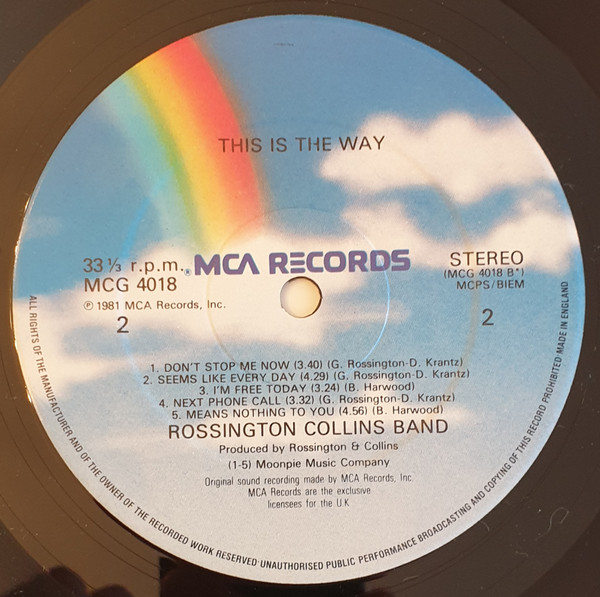 THIS IS THE WAY
33⅓ r.p.m.
® MCA RECORDS
STEREO
MCG 4018
(MCG 4018 B*)
MCPS/BIEM
℗ 1981 MCA Records, Inc.
2
2
1. DON'T STOP ME NOW (3.40) (G. Rossington-D. Krantz)
2. SEEMS LIKE EVERY DAY (4.29) (G. Rossington-D. Krantz)
3. I'M FREE TODAY (3.24) (B. Harwood)
4. NEXT PHONE CALL (3.32) (G. Rossington-D. Krantz)
5. MEANS NOTHING TO YOU (4.56) (B. Harwood)
ROSSINGTON COLLINS BAND
Produced by Rossington & Collins
(1-5) Moonpie Music Company
Original sound recording made by MCA Records, Inc.
MCA Records are the exclusive
licensees for the U.K
ALL RIGHTS OF THE MANUFACTURER AND OF THE OWNER OF THE RECORDED WORK RESERVED·UNAUTHORISED PUBLIC PERFORMANCE BROADCASTING AND COPYING OF THIS RECORD PROHIBITED·MADE IN ENGLAND